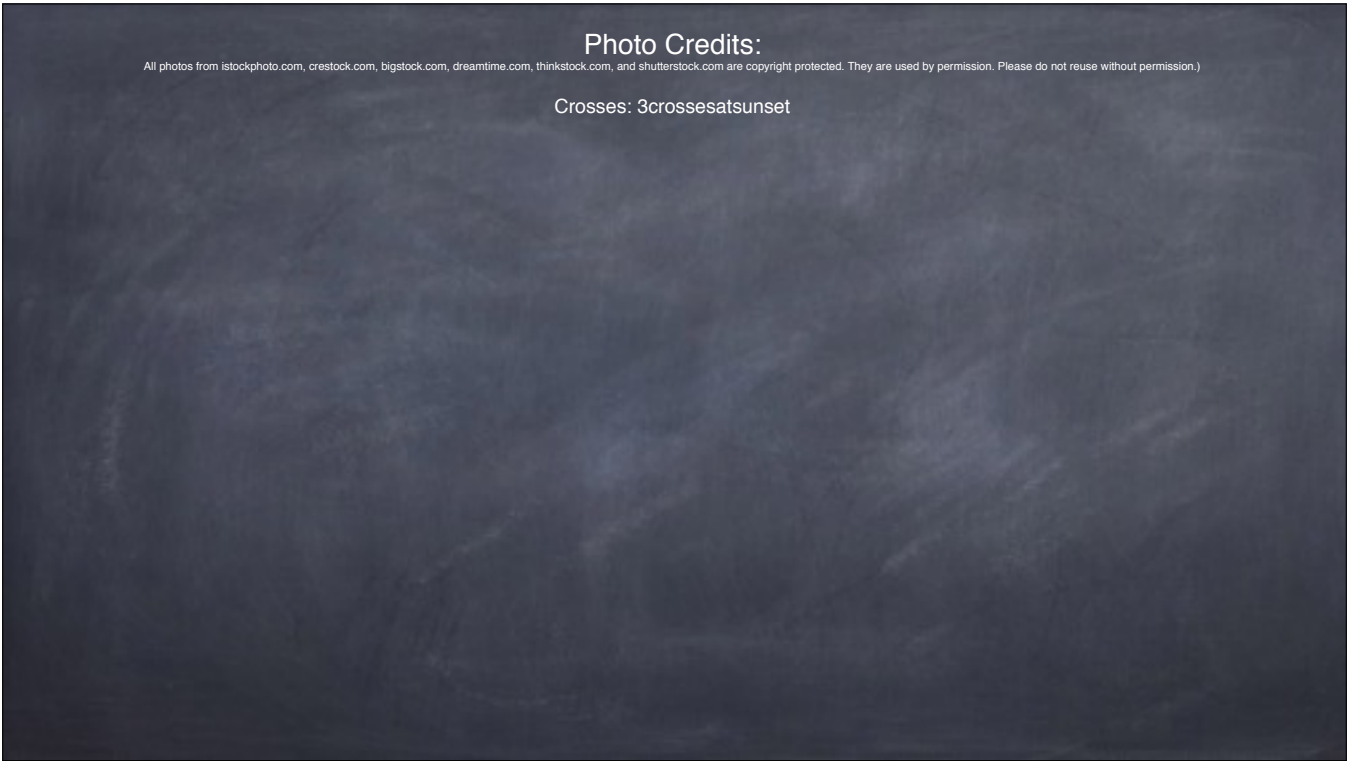 Photo Credits:
All photos from istockphoto.com, crestock.com, bigstock.com, dreamtime.com, thinkstock.com, and shutterstock.com are copyright protected. They are used by permission. Please do not reuse without permission.)
Crosses: 3crossesatsunset